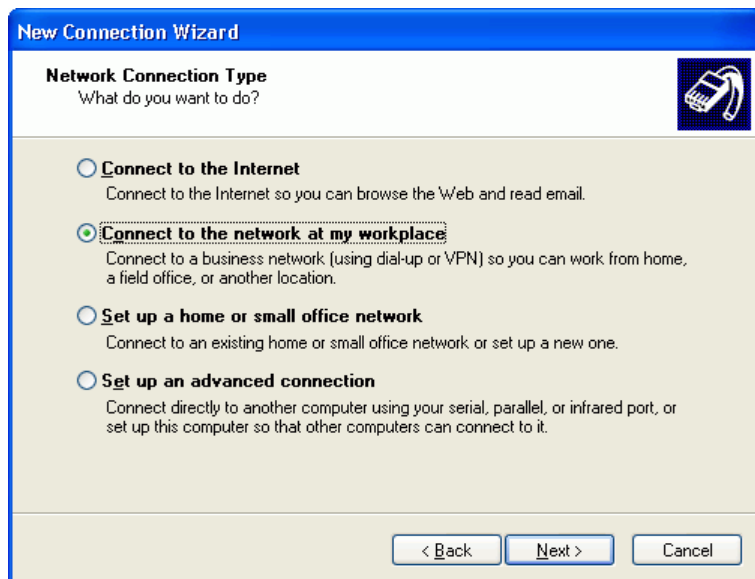 New Connection Wizard
Network Connection Type
What do you want to do?
Connect to the Internet
Connect to the Internet so you can browse the Web and read email.
Connect to the network at my workplace
Connect to a business network (using dial-up or VPN) so you can work from home,
a field office, or another location.
Set up a home or small office network
Connect to an existing home or small office network or set up a new one.
Set up an advanced connection
Connect directly to another computer using your serial, parallel, or infrared port, or
set up this computer so that other computers can connect to it.
< Back Next > Cancel